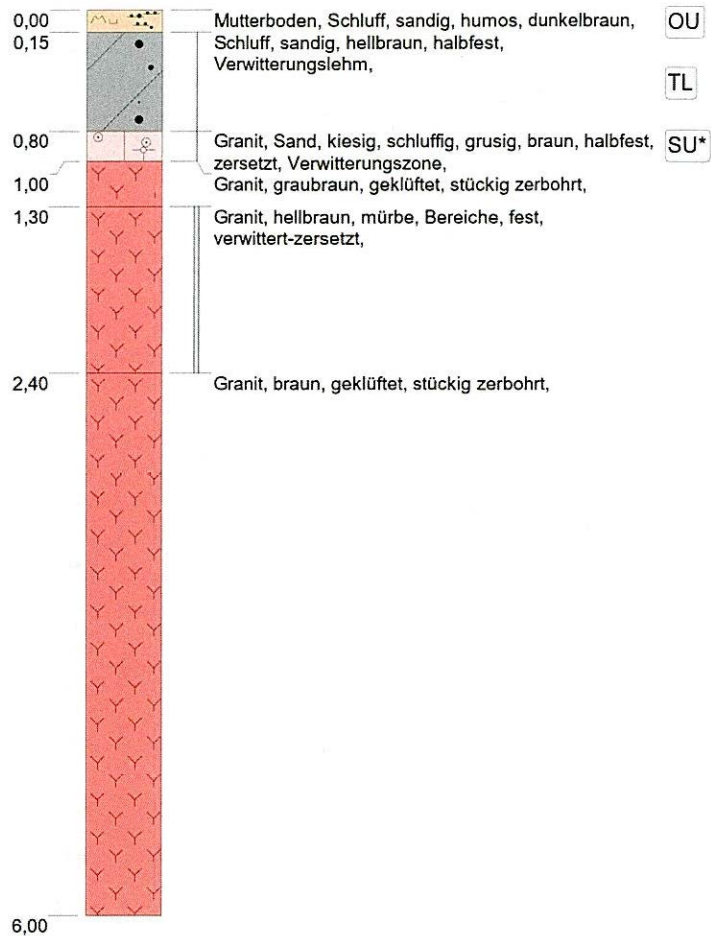 0,00 Mutterboden, Schluff, sandig, humos, dunkelbraun, OU
0,15 Schluff, sandig, hellbraun, halbfest,
Verwitterungslehm,
TL
0,80 Granit, Sand, kiesig, schluffig, grusig, braun, halbfest, SU*
zersetzt, Verwitterungszone,
1,00 Granit, graubraun, geklüftet, stückig zerbohrt,
1,30 Granit, hellbraun, mürbe, Bereiche, fest,
verwittert-zersetzt,
2,40 Granit, braun, geklüftet, stückig zerbohrt,
6,00